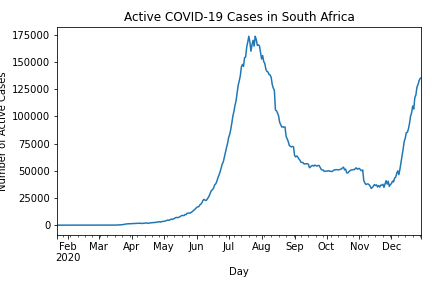 Active COVID-19 Cases in South Africa
Number of Active Cases
175000
150000
125000
100000
75000
50000
25000
0
Feb Mar Apr May Jun Jul Aug Sep Oct Nov Dec
2020
Day